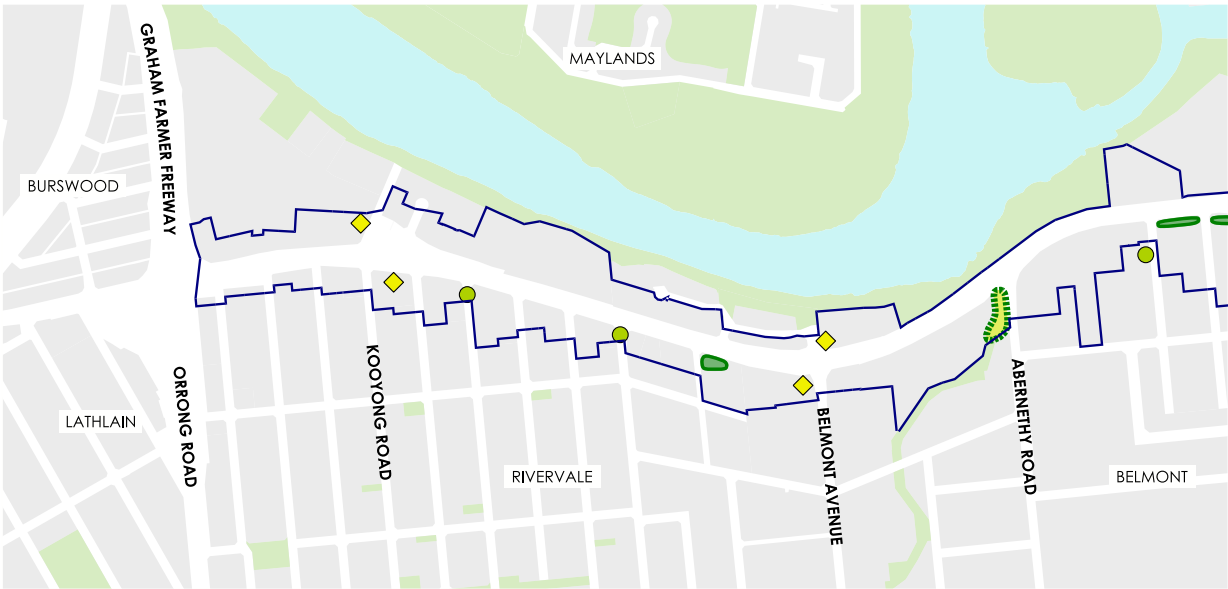 MAYLANDS
GRAHAM FARMER FREEWAY
BURSWOOD
KOOYONG ROAD
ORRONG ROAD
ABERNETHY ROAD
LATHLAIN
BELMONT AVENUE
RIVERVALE
BELMONT